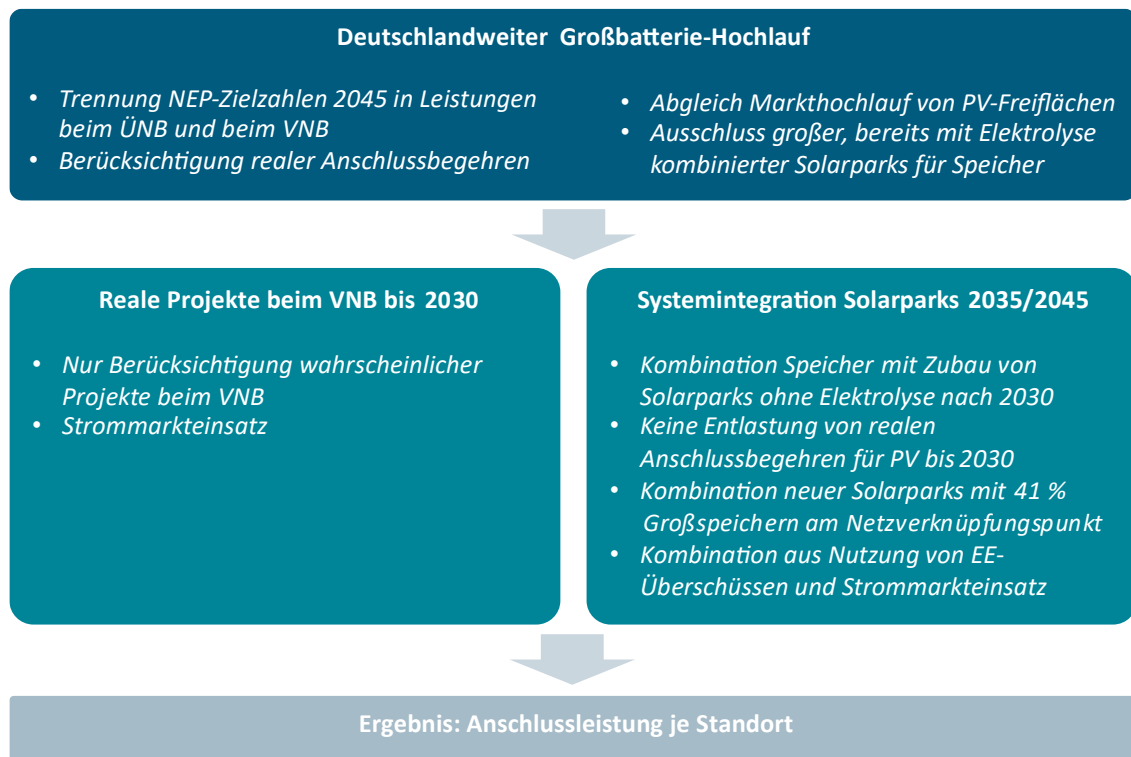 Deutschlandweiter Großbatterie-Hochlauf
• Trennung NEP-Zielzahlen 2045 in Leistungen
beim ÜNB und beim VNB
• Berücksichtigung realer Anschlussbegehren
• Abgleich Markthochlauf von PV-Freiflächen
• Ausschluss großer, bereits mit Elektrolyse
kombinierter Solarparks für Speicher
Reale Projekte beim VNB bis 2030
• Nur Berücksichtigung wahrscheinlicher
Projekte beim VNB
• Strommarkteinsatz
Systemintegration Solarparks 2035/2045
• Kombination Speicher mit Zubau von
Solarparks ohne Elektrolyse nach 2030
• Keine Entlastung von realen
Anschlussbegehren für PV bis 2030
• Kombination neuer Solarparks mit 41 %
Großspeichern am Netzverknüpfungspunkt
• Kombination aus Nutzung von EE-
Überschüssen und Strommarkteinsatz
Ergebnis: Anschlussleistung je Standort